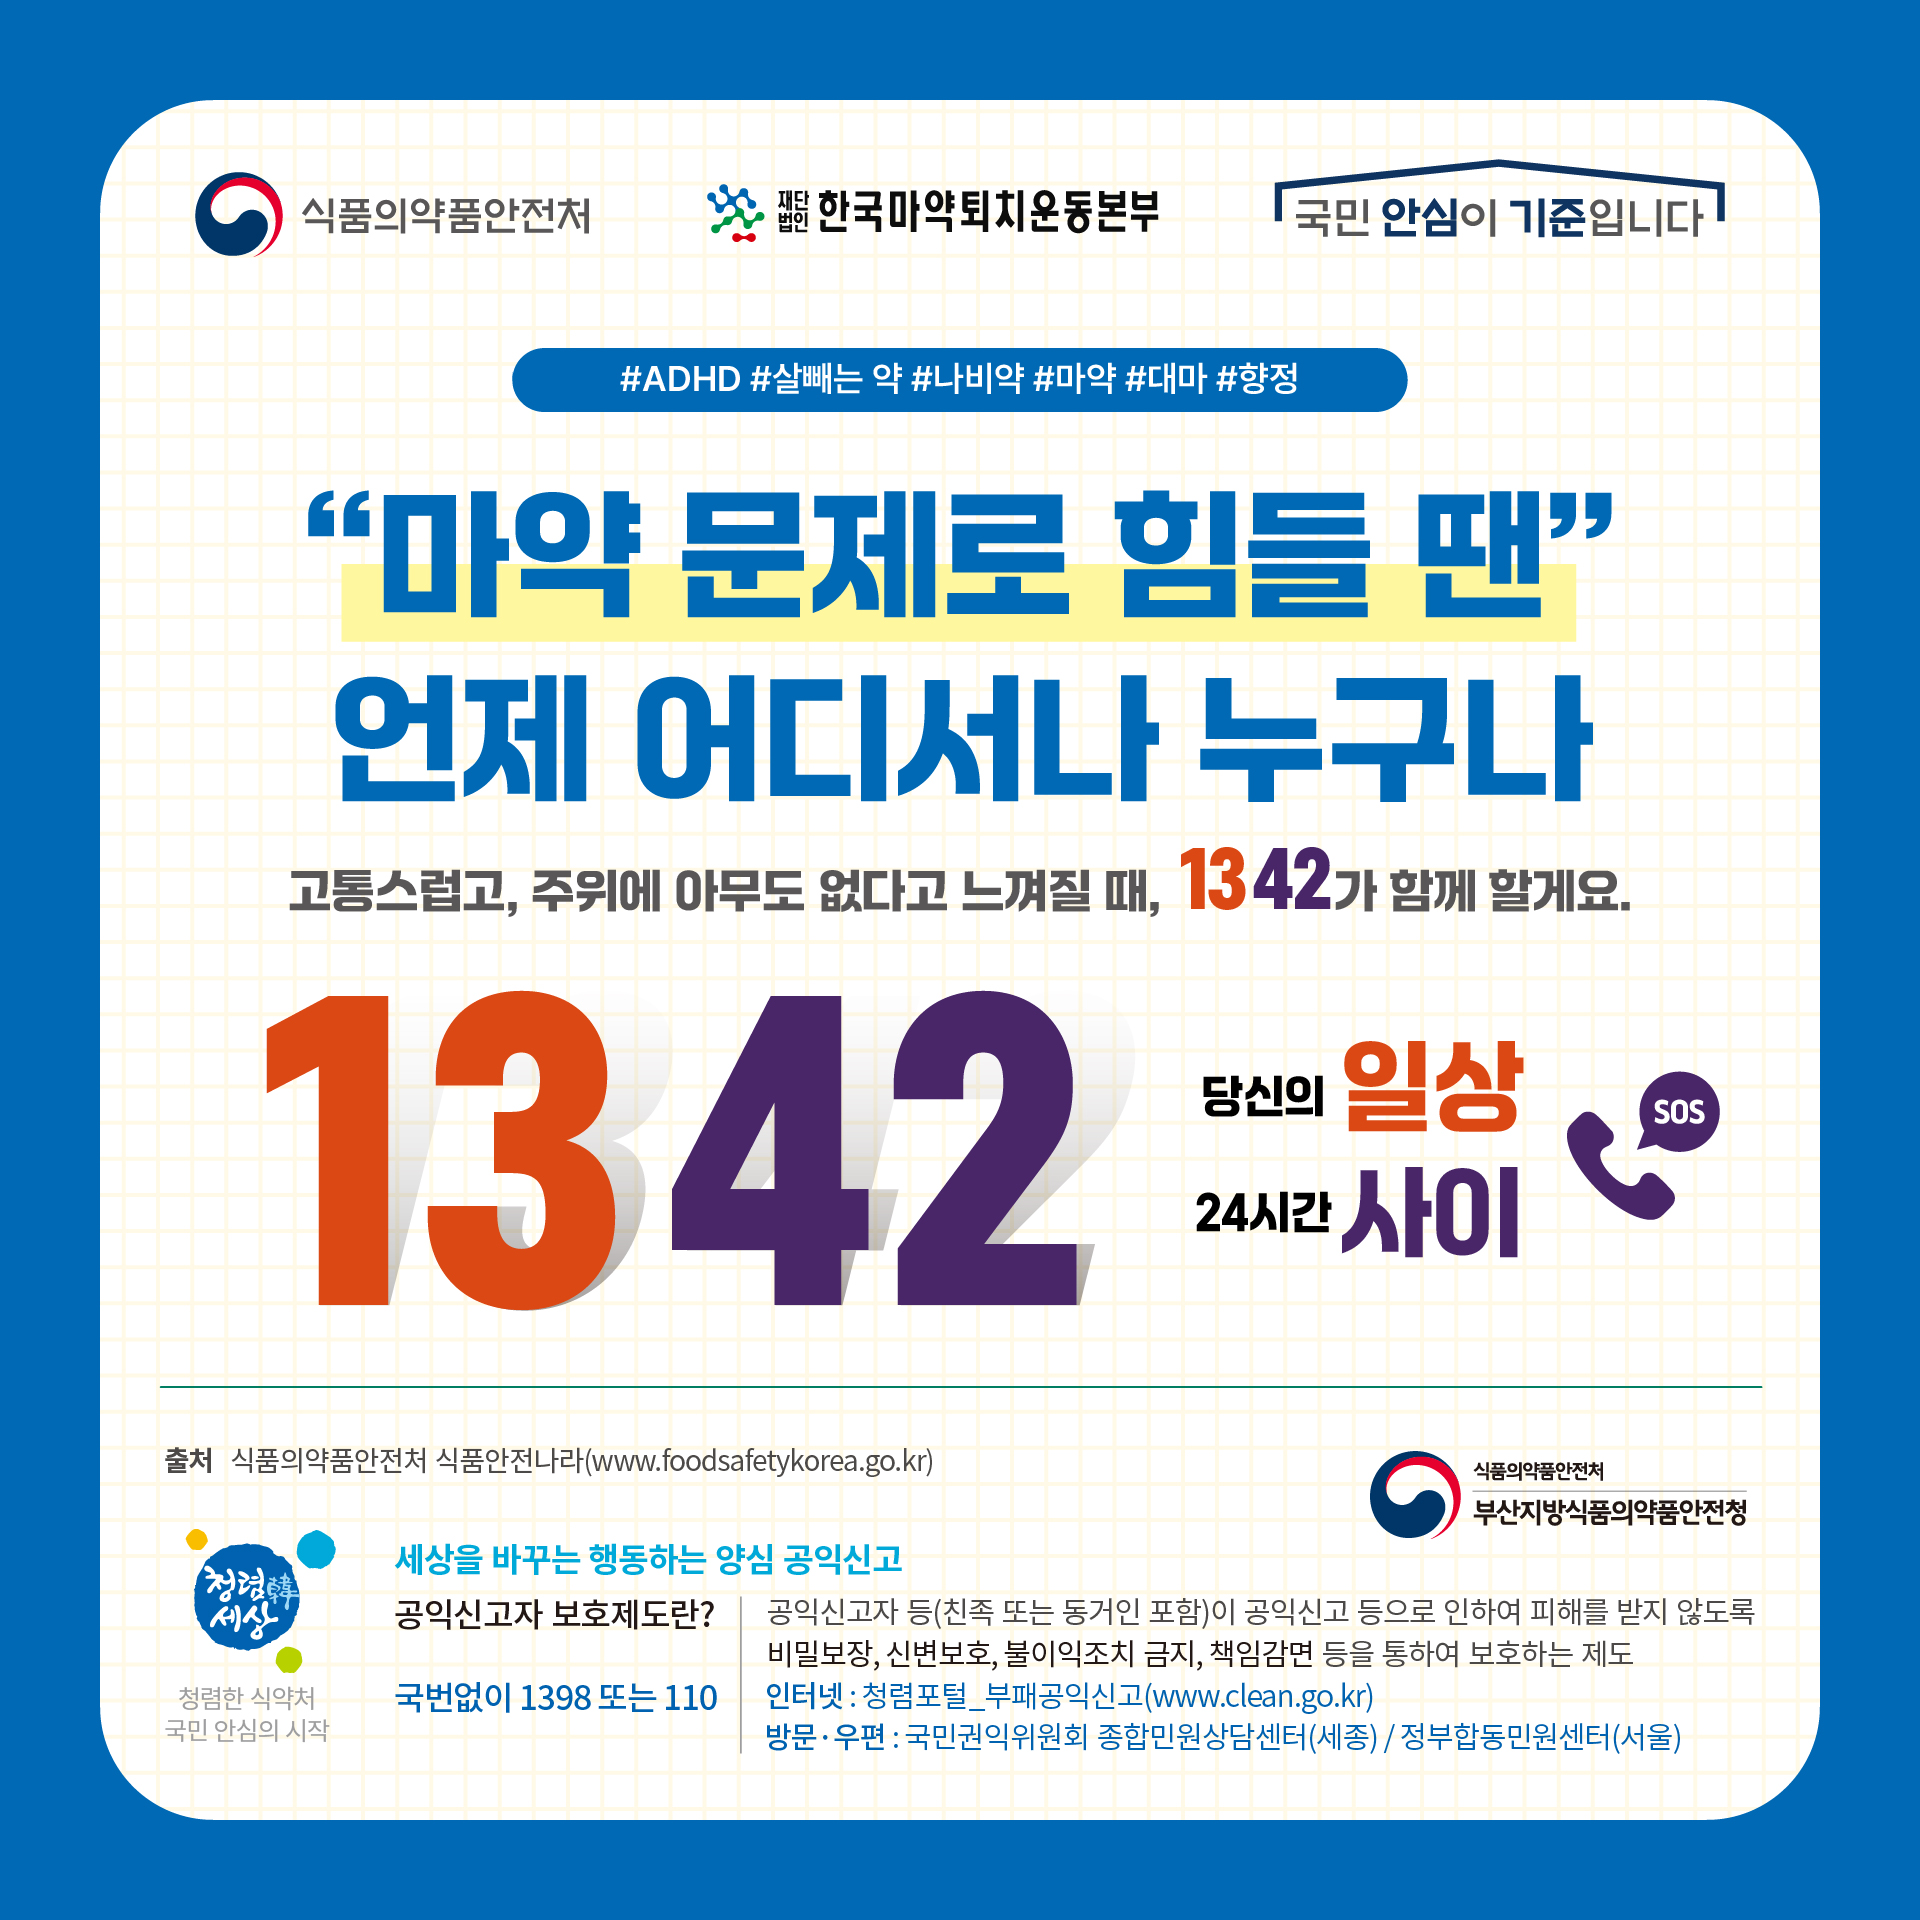 식품의약품안전처
재단법인 한국마약퇴치운동본부
국민 안심이 기준입니다
#ADHD #살빼는 약 #나비약 #마약 #대마 #향정
“마약 문제로 힘들 땐”
언제 어디서나 누구나
고통스럽고, 주위에 아무도 없다고 느껴질 때, 1342가 함께 할게요.
1342
당신의 일상
24시간 사이
SOS
출처 식품의약품안전처 식품안전나라(www.foodsafetykorea.go.kr)
식품의약품안전처
부산지방식품의약품안전청
청렴韓
세상
청렴한 식약처
국민 안심의 시작
세상을 바꾸는 행동하는 양심 공익신고
공익신고자 보호제도란?
공익신고자 등(친족 또는 동거인 포함)이 공익신고 등으로 인하여 피해를 받지 않도록
비밀보장, 신변보호, 불이익조치 금지, 책임감면 등을 통하여 보호하는 제도
국번없이 1398 또는 110
인터넷 : 청렴포털_부패공익신고(www.clean.go.kr)
방문·우편 : 국민권익위원회 종합민원상담센터(세종) / 정부합동민원센터(서울)